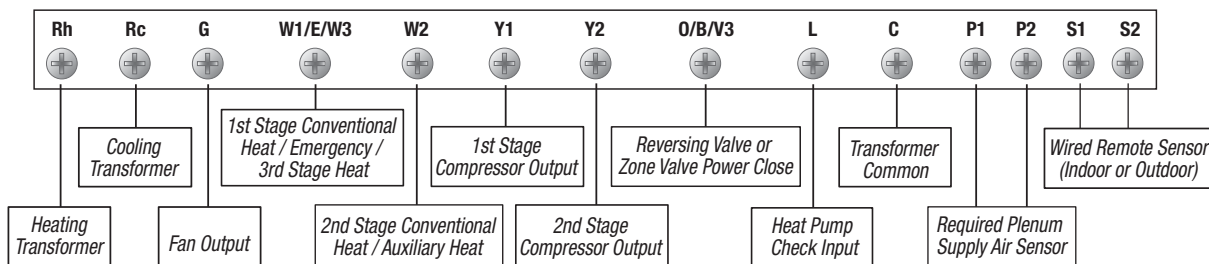 Rh Rc G W1/E/W3 W2 Y1 Y2 O/B/V3 L C P1 P2 S1 S2
Cooling
Transformer
1st Stage Conventional
Heat / Emergency /
3rd Stage Heat
1st Stage
Compressor Output
Reversing Valve or
Zone Valve Power Close
Transformer
Common
Wired Remote Sensor
(Indoor or Outdoor)
Heating
Transformer
Fan Output
2nd Stage Conventional
Heat / Auxiliary Heat
2nd Stage
Compressor Output
Heat Pump
Check Input
Required Plenum
Supply Air Sensor